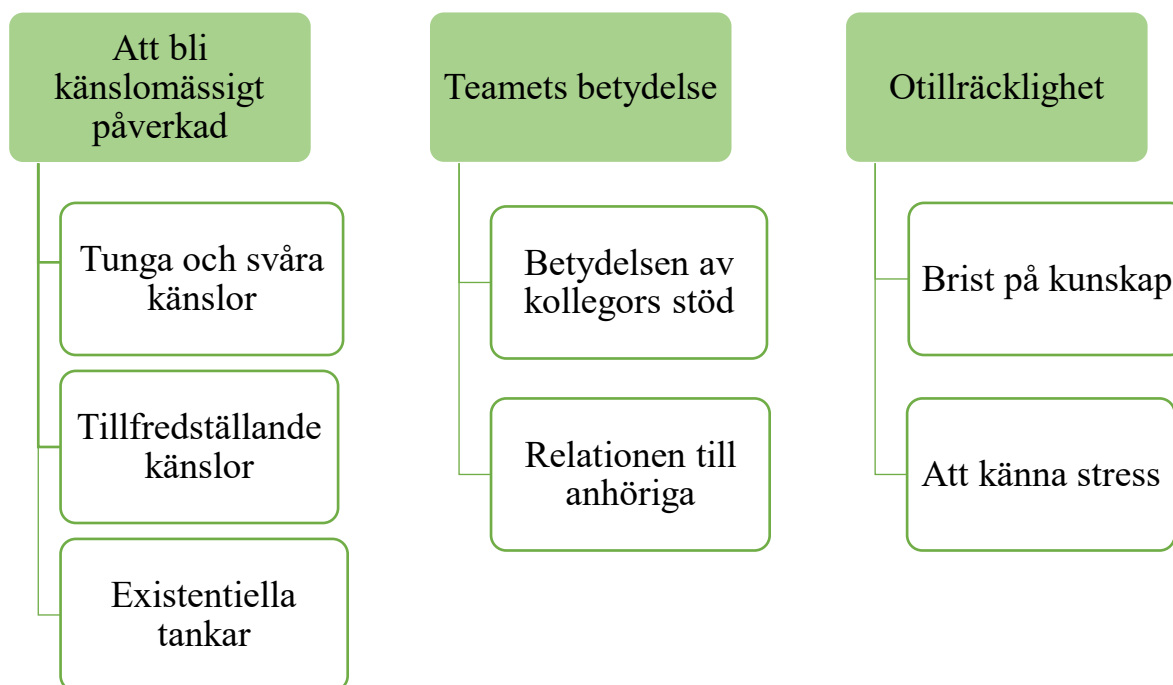 Att bli
känslomässigt
påverkad
Tunga och svåra
känslor
Tillfredställande
känslor
Existentiella
tankar
Teamets betydelse
Betydelsen av
kollegors stöd
Relationen till
anhöriga
Otillräcklighet
Brist på kunskap
Att känna stress